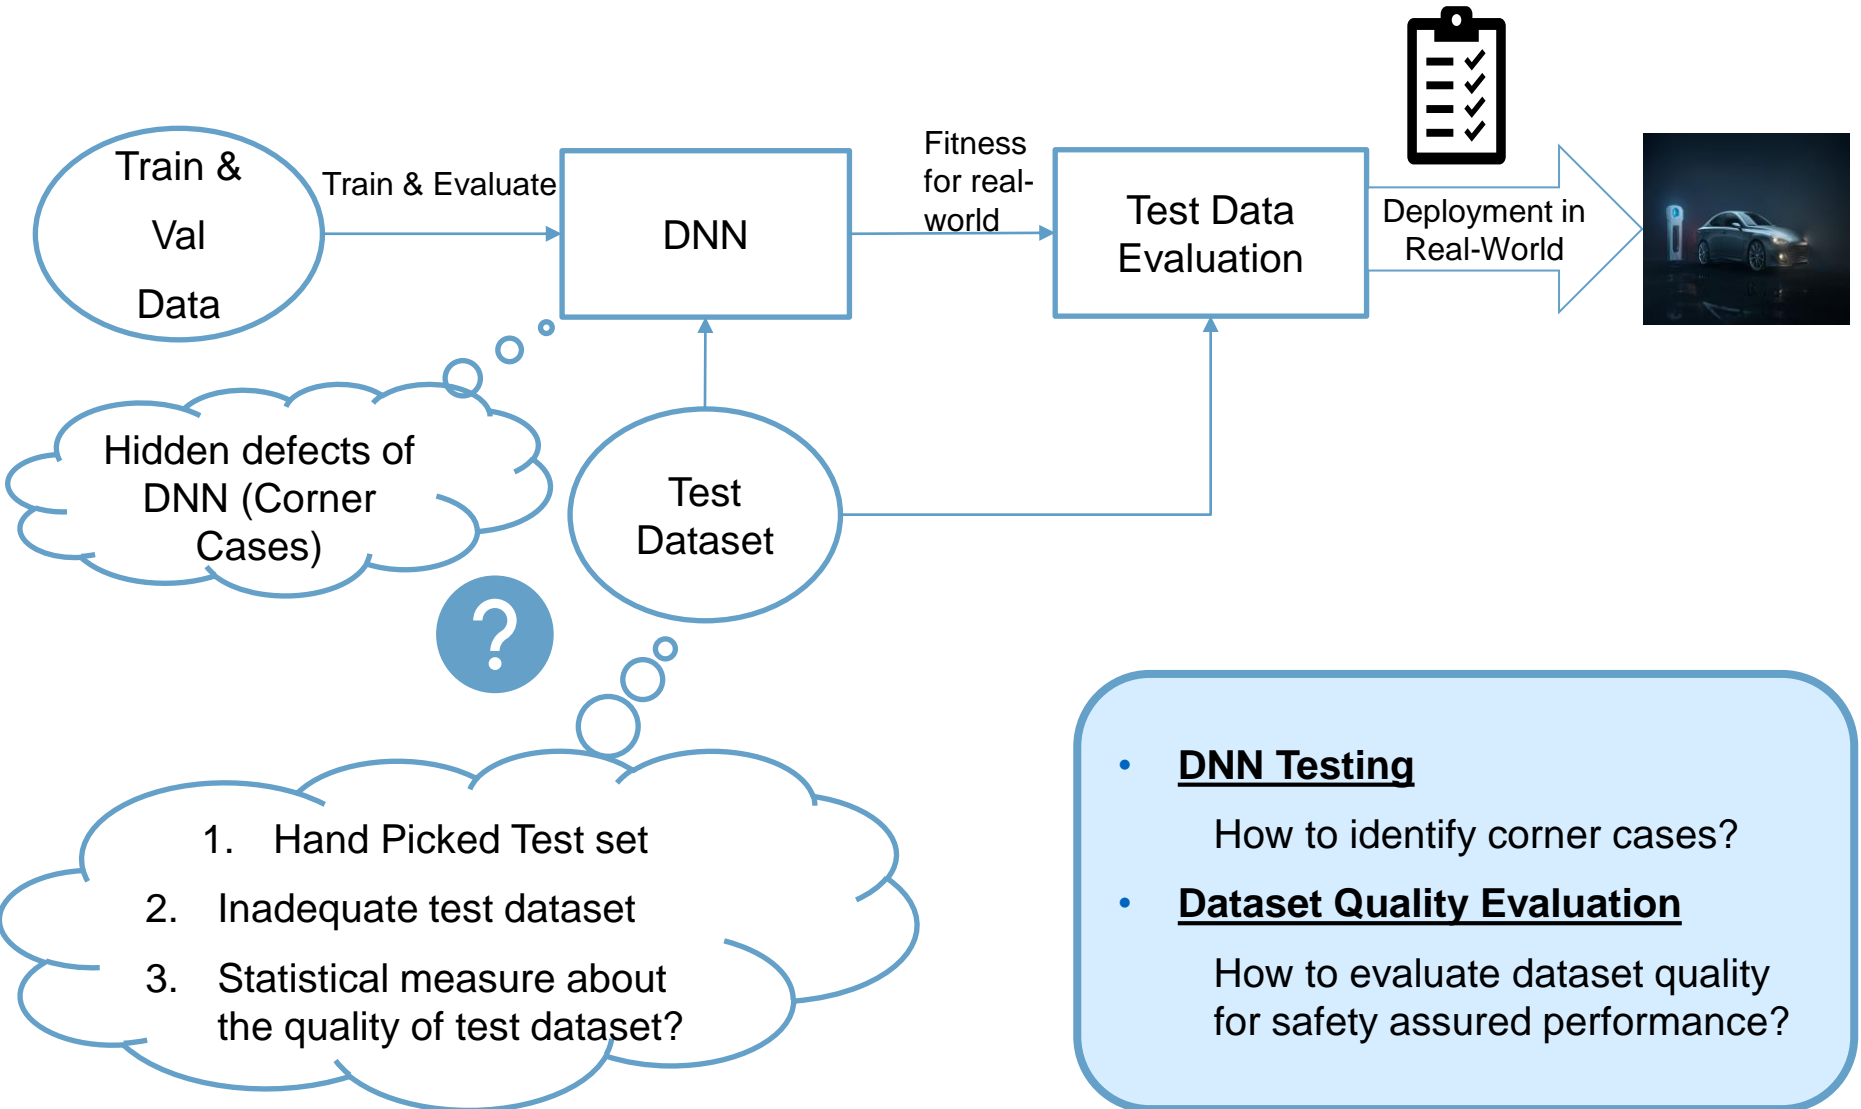 Train &
Val
Data
Train & Evaluate
DNN
Fitness
for real-
world
Test Data
Evaluation
Deployment in
Real-World
Hidden defects of
DNN (Corner
Cases)
Test
Dataset
?
1. Hand Picked Test set
2. Inadequate test dataset
3. Statistical measure about
the quality of test dataset?
• DNN Testing
How to identify corner cases?
• Dataset Quality Evaluation
How to evaluate dataset quality
for safety assured performance?